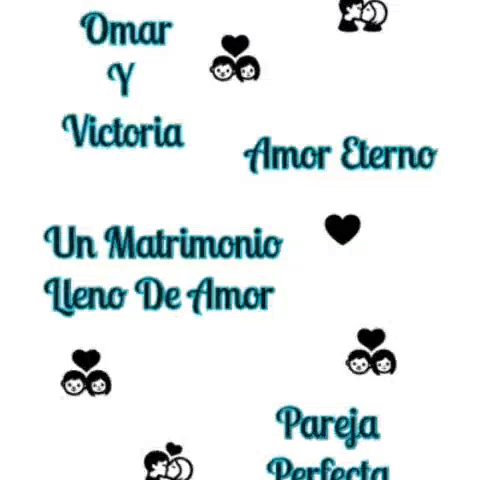 Omar
Y
Victoria
Amor Eterno
Un Matrimonio
Lleno De Amor
Pareja
Perfecta